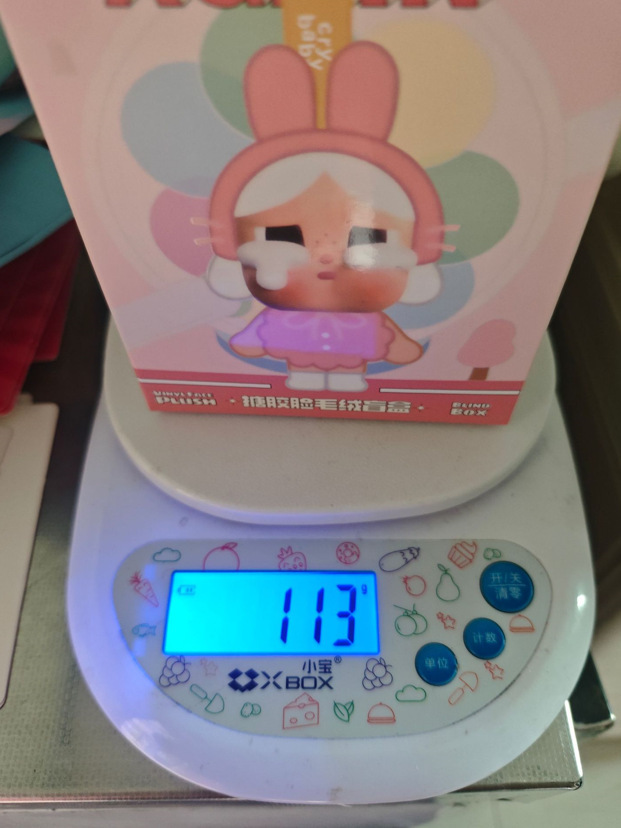 cry
baby
VINYL FACE
PLUSH · 搪胶脸毛绒盲盒 · BLIND
BOX
113 g
开/关
清零
计数
单位
小宝®
XBOX